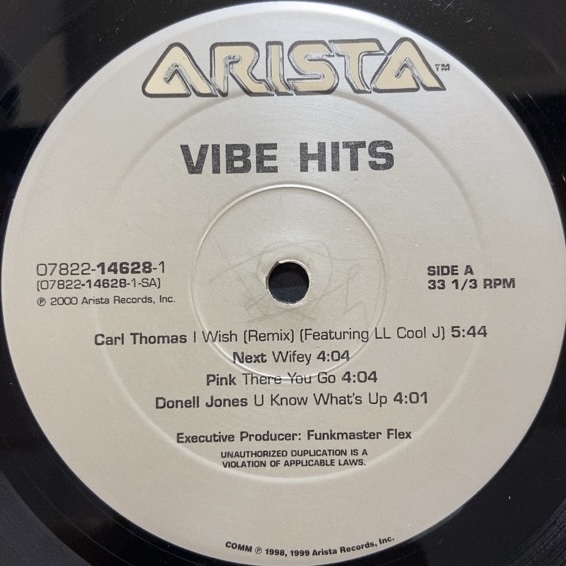 ARISTA™
VIBE HITS
07822-14628-1
(07822-14628-1-SA)
℗ 2000 Arista Records, Inc.
SIDE A
33 1/3 RPM
Carl Thomas I Wish (Remix) (Featuring LL Cool J) 5:44
Next Wifey 4:04
Pink There You Go 4:04
Donell Jones U Know What's Up 4:01
Executive Producer: Funkmaster Flex
UNAUTHORIZED DUPLICATION IS A
VIOLATION OF APPLICABLE LAWS.
COMM ℗ 1998, 1999 Arista Records, Inc.